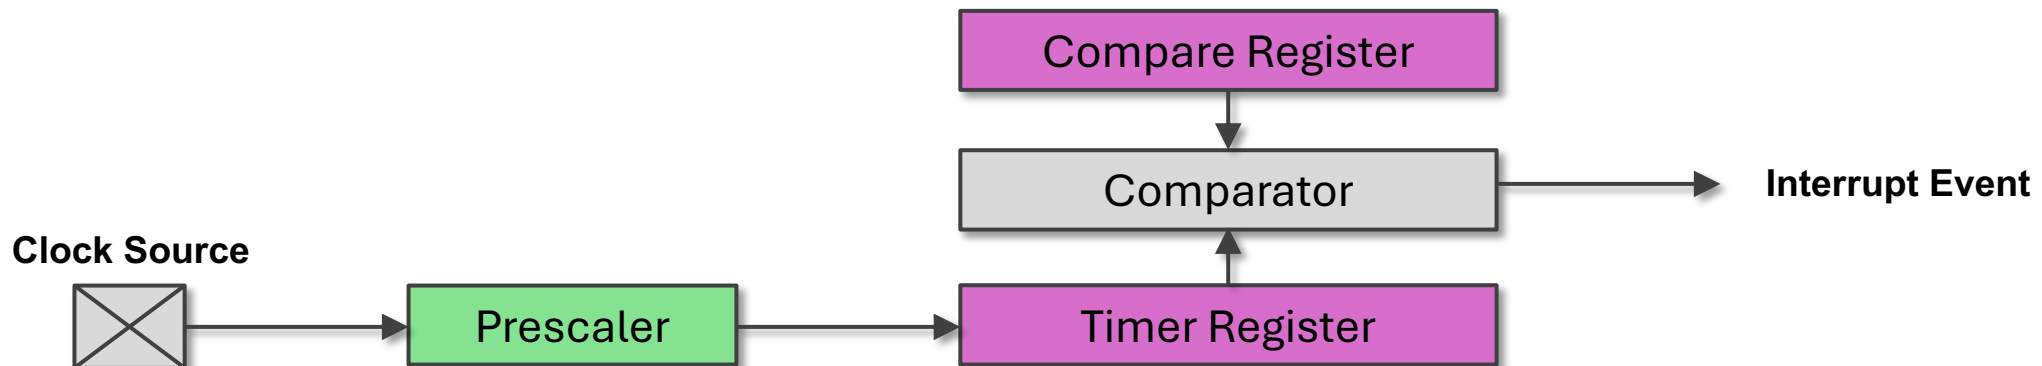 Compare Register
Comparator
Interrupt Event
Clock Source
Prescaler
Timer Register